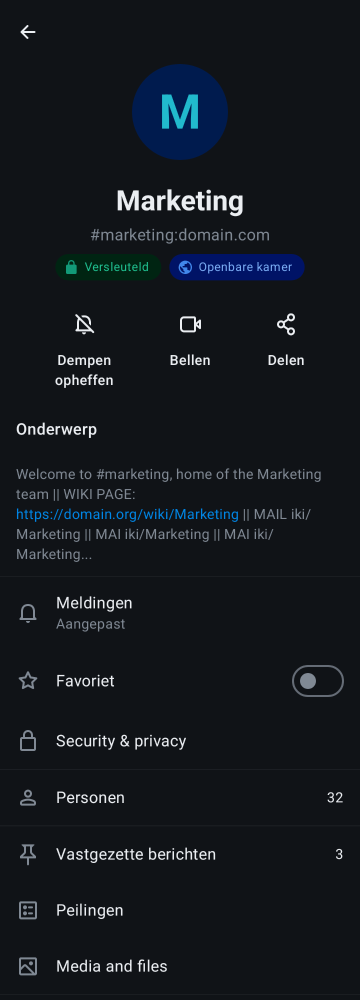 M
Marketing
#marketing:domain.com
Versleuteld
Openbare kamer
Dempen
opheffen
Bellen
Delen
Onderwerp
Welcome to #marketing, home of the Marketing
team || WIKI PAGE:
https://domain.org/wiki/Marketing || MAIL iki/
Marketing || MAI iki/Marketing || MAI iki/
Marketing...
Meldingen
Aangepast
Favoriet
Security & privacy
Personen
32
Vastgezette berichten
3
Peilingen
Media and files